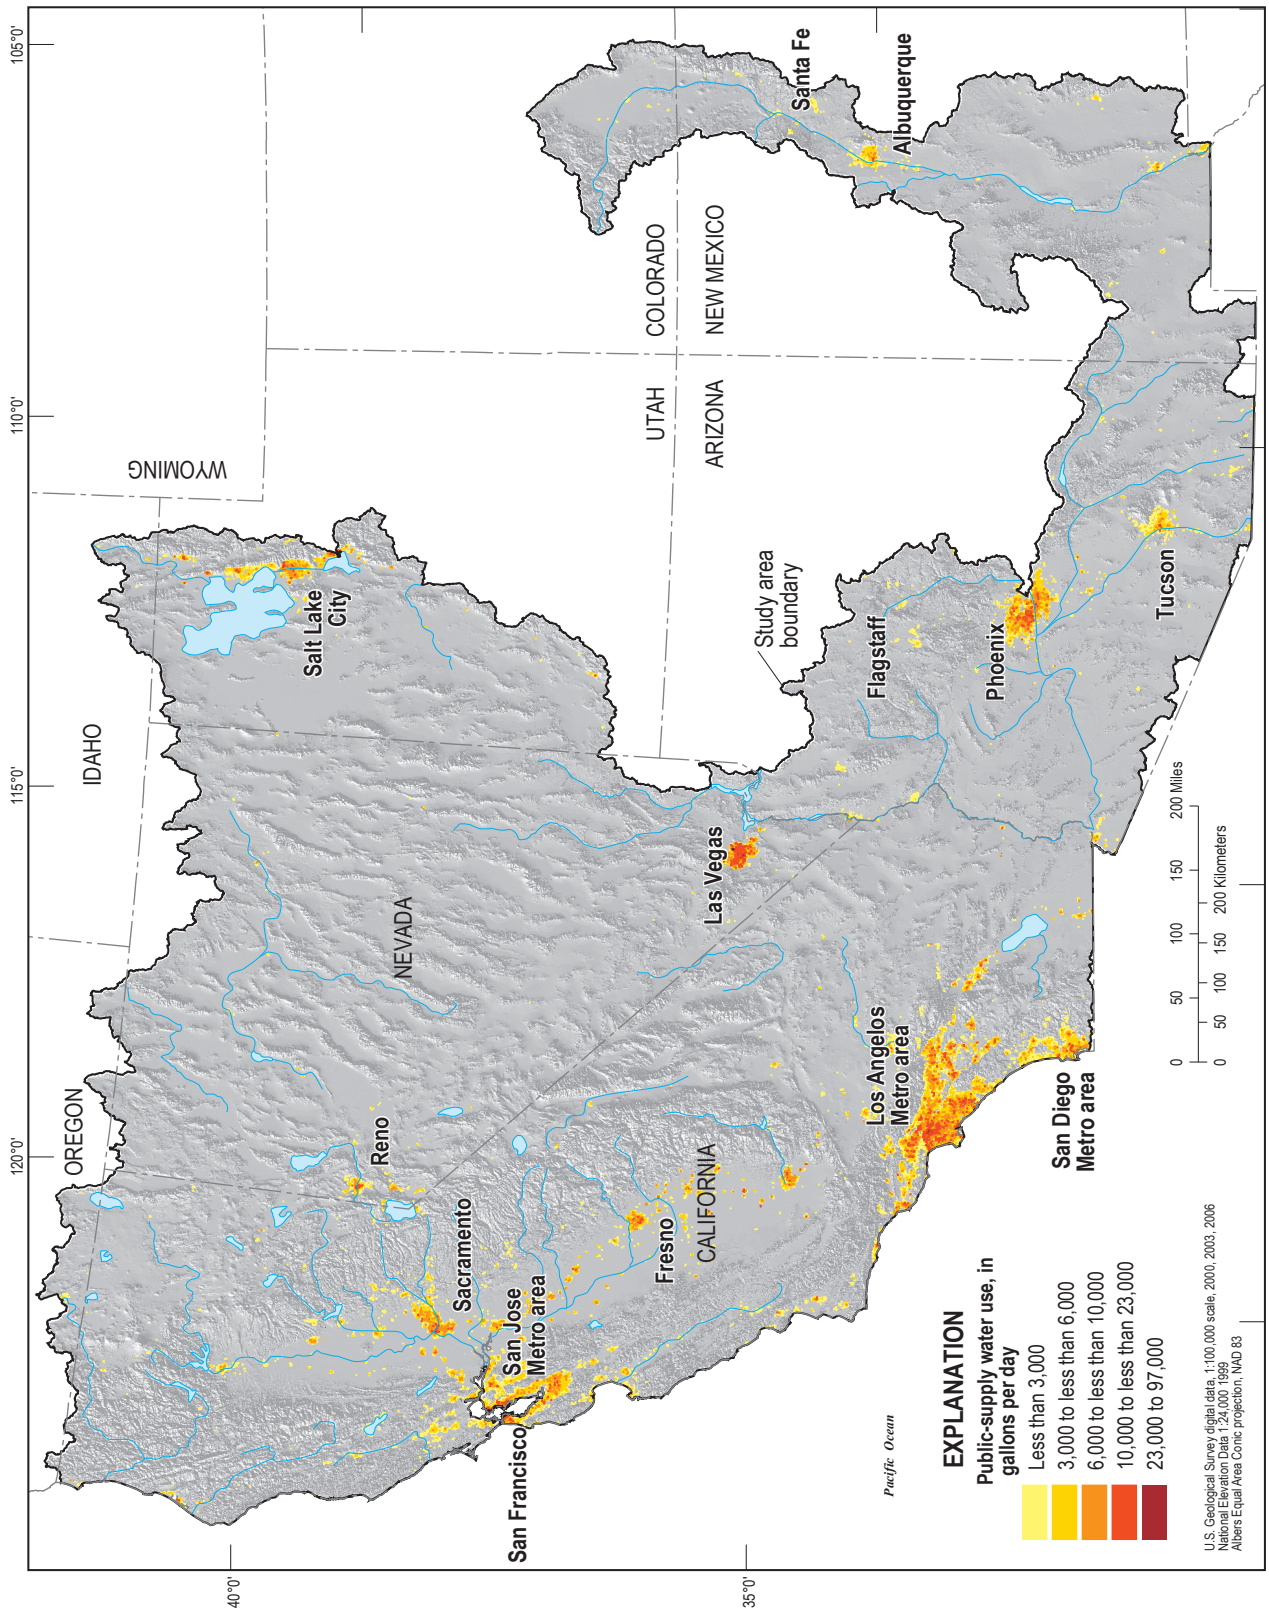 120°0'
115°0'
110°0'
105°0'
40°0'
35°0'
OREGON
IDAHO
WYOMING
NEVADA
UTAH
COLORADO
ARIZONA
NEW MEXICO
CALIFORNIA
Reno
Sacramento
San Francisco
San Jose
Metro area
Fresno
Salt Lake
City
Las Vegas
Study area
boundary
Flagstaff
Phoenix
Tucson
Santa Fe
Albuquerque
Los Angelos
Metro area
San Diego
Metro area
Pacific Ocean
EXPLANATION
Public-supply water use, in
gallons per day
Less than 3,000
3,000 to less than 6,000
6,000 to less than 10,000
10,000 to less than 23,000
23,000 to 97,000
0 50 100 150 200 Miles
0 50 100 150 200 Kilometers
U.S. Geological Survey digital data, 1:100,000 scale, 2000, 2003, 2006
National Elevation Data 1:24,000 1999
Albers Equal Area Conic projection, NAD 83